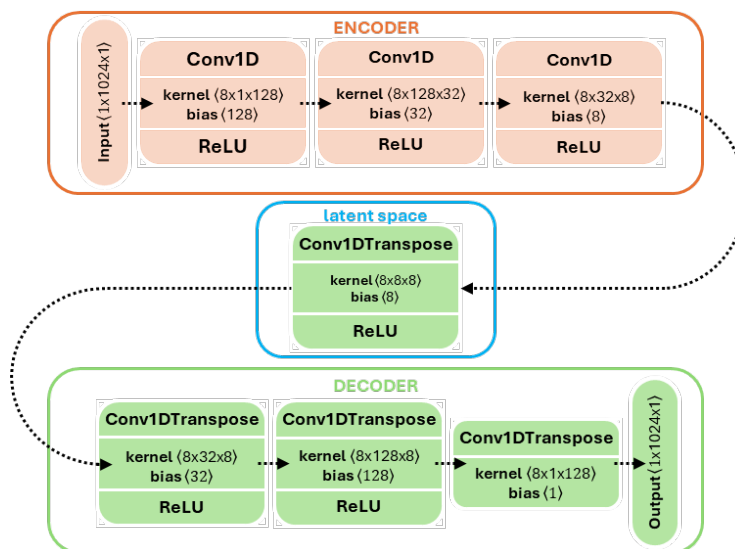 ENCODER
Input ⟨1x1024x1⟩
Conv1D
kernel ⟨8x1x128⟩
bias ⟨128⟩
ReLU
Conv1D
kernel ⟨8x128x32⟩
bias ⟨32⟩
ReLU
Conv1D
kernel ⟨8x32x8⟩
bias ⟨8⟩
ReLU
latent space
Conv1DTranspose
kernel ⟨8x8x8⟩
bias ⟨8⟩
ReLU
DECODER
Conv1DTranspose
kernel ⟨8x32x8⟩
bias ⟨32⟩
ReLU
Conv1DTranspose
kernel ⟨8x128x8⟩
bias ⟨128⟩
ReLU
Conv1DTranspose
kernel ⟨8x1x128⟩
bias ⟨1⟩
Output ⟨1x1024x1⟩